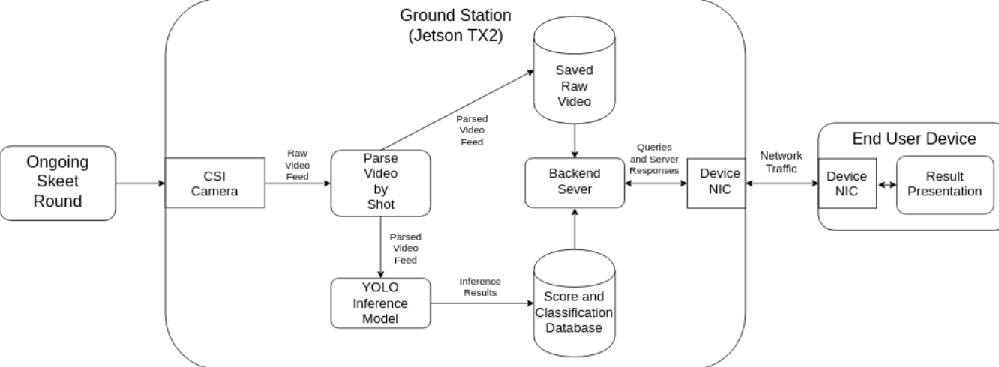 Ground Station
(Jetson TX2)
Saved
Raw
Video
Parsed
Video
Feed
End User Device
Ongoing
Skeet
Round
CSI
Camera
Raw
Video
Feed
Parse
Video
by
Shot
Backend
Sever
Queries
and Server
Responses
Device
NIC
Network
Traffic
Device
NIC
Result
Presentation
Parsed
Video
Feed
YOLO
Inference
Model
Inference
Results
Score and
Classification
Database